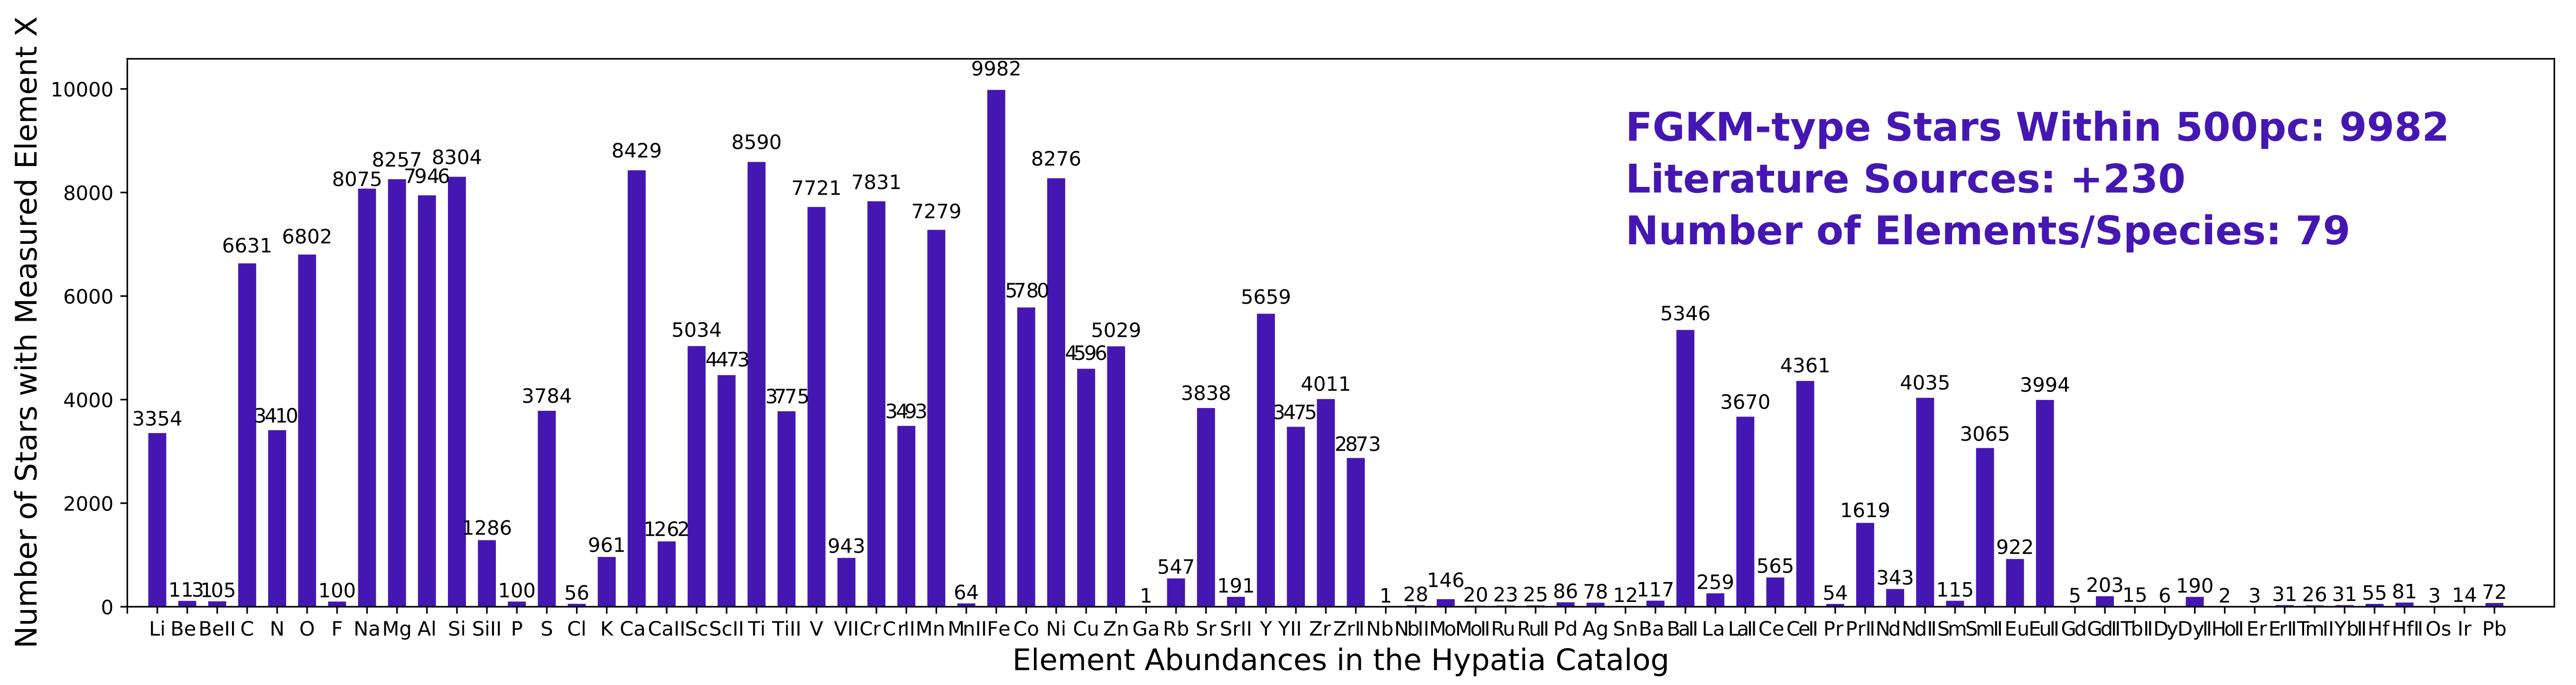 Number of Stars with Measured Element X
10000
8000
6000
4000
2000
0
FGKM-type Stars Within 500pc: 9982
Literature Sources: +230
Number of Elements/Species: 79
3354 113 105 6631 3410 6802 100 8075 8257 7946 8304 1286 100 3784 56 961 8429 1262 5034 4473 8590 3775 7721 943 7831 3493 7279 64 9982 5780 8276 4596 5029 1 547 3838 191 5659 3475 4011 2873 1 28 146 20 23 25 86 78 12 117 5346 259 3670 565 4361 54 1619 343 4035 115 3065 922 3994 5 203 15 6 190 2 3 31 26 31 55 81 3 14 72
Li Be BeII C N O F Na Mg Al Si SiII P S Cl K Ca CaII Sc ScII Ti TiII V VII Cr CrII Mn MnII Fe Co Ni Cu Zn Ga Rb Sr SrII Y YII Zr ZrII Nb NbII Mo MoII Ru RuII Pd Ag Sn Ba BaII La LaII Ce CeII Pr PrII Nd NdII Sm SmII Eu EuII Gd GdII TbII Dy DyII HoII Er ErII TmII YbII Hf HfII Os Ir Pb
Element Abundances in the Hypatia Catalog